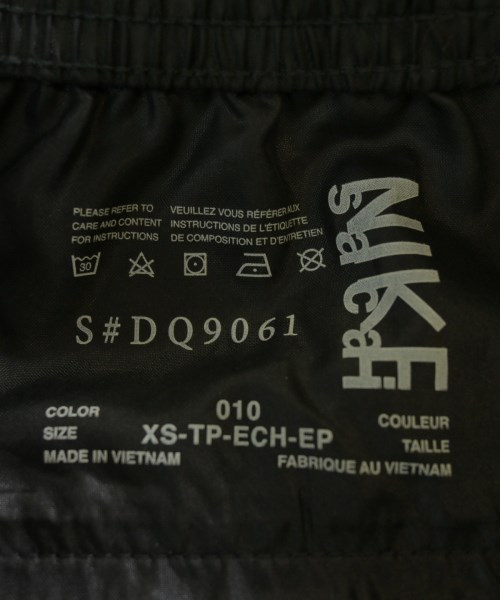 PLEASE REFER TO
CARE AND CONTENT
FOR INSTRUCTIONS
VEUILLEZ VOUS RÉFÉRER AUX
INSTRUCTIONS DE L'ÉTIQUETTE
DE COMPOSITION ET D'ENTRETIEN
30
NIKE
sacai
S#DQ9061
COLOR 010 COULEUR
SIZE XS-TP-ECH-EP TAILLE
MADE IN VIETNAM FABRIQUE AU VIETNAM